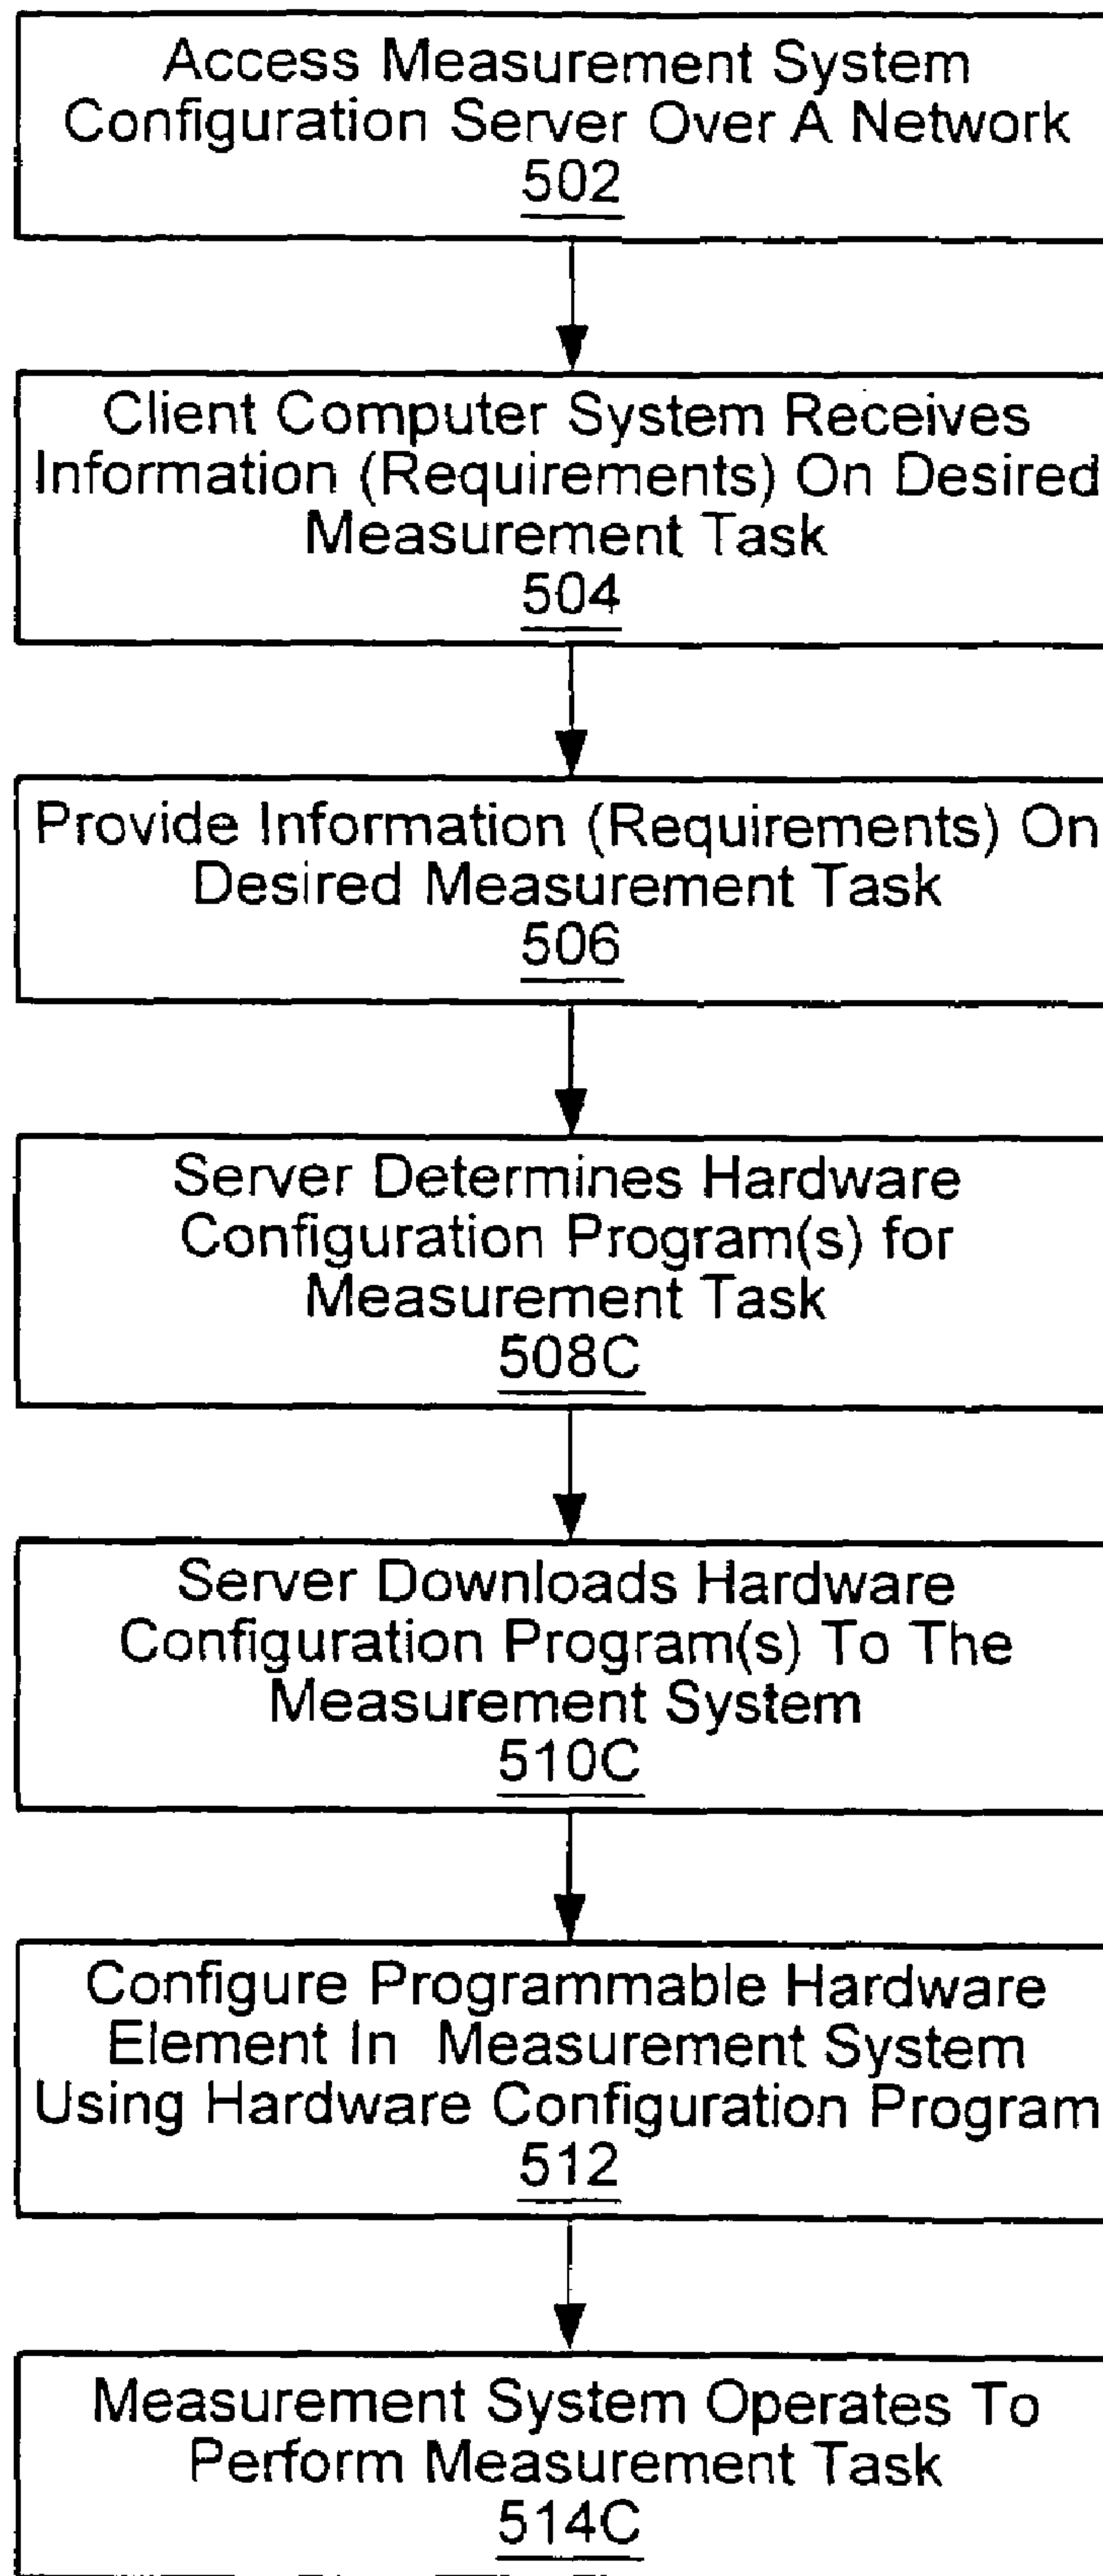 Access Measurement System
Configuration Server Over A Network
502
Client Computer System Receives
Information (Requirements) On Desired
Measurement Task
504
Provide Information (Requirements) On
Desired Measurement Task
506
Server Determines Hardware
Configuration Program(s) for
Measurement Task
508C
Server Downloads Hardware
Configuration Program(s) To The
Measurement System
510C
Configure Programmable Hardware
Element In Measurement System
Using Hardware Configuration Program
512
Measurement System Operates To
Perform Measurement Task
514C